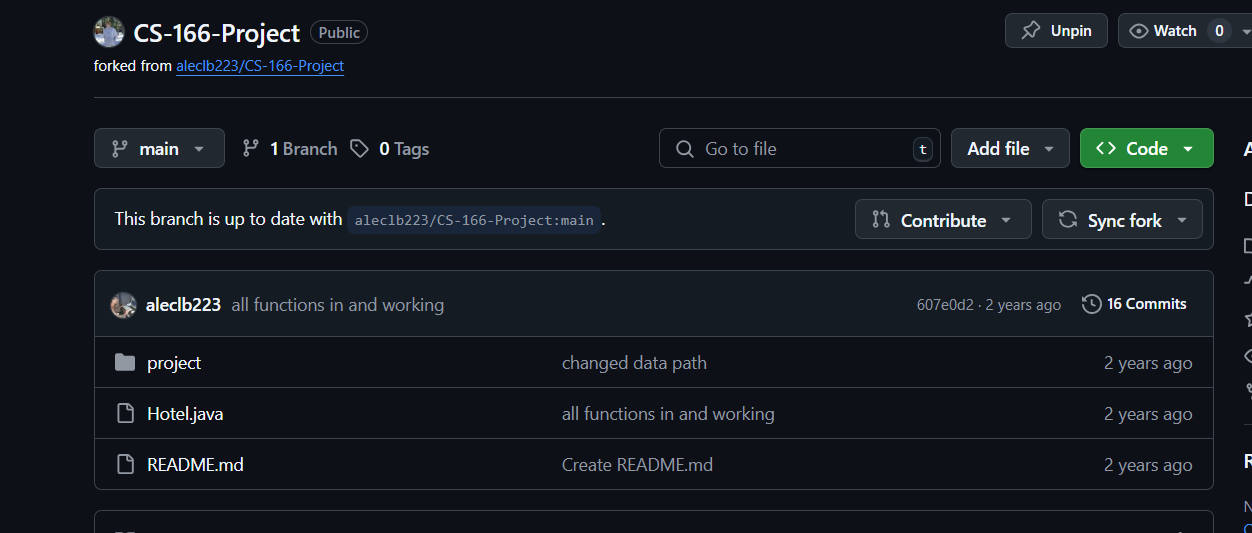 CS-166-Project Public Unpin Watch 0
forked from aleclb223/CS-166-Project
main 1 Branch 0 Tags Go to file t Add file Code
This branch is up to date with aleclb223/CS-166-Project:main. Contribute Sync fork
aleclb223 all functions in and working 607e0d2 · 2 years ago 16 Commits
project changed data path 2 years ago
Hotel.java all functions in and working 2 years ago
README.md Create README.md 2 years ago